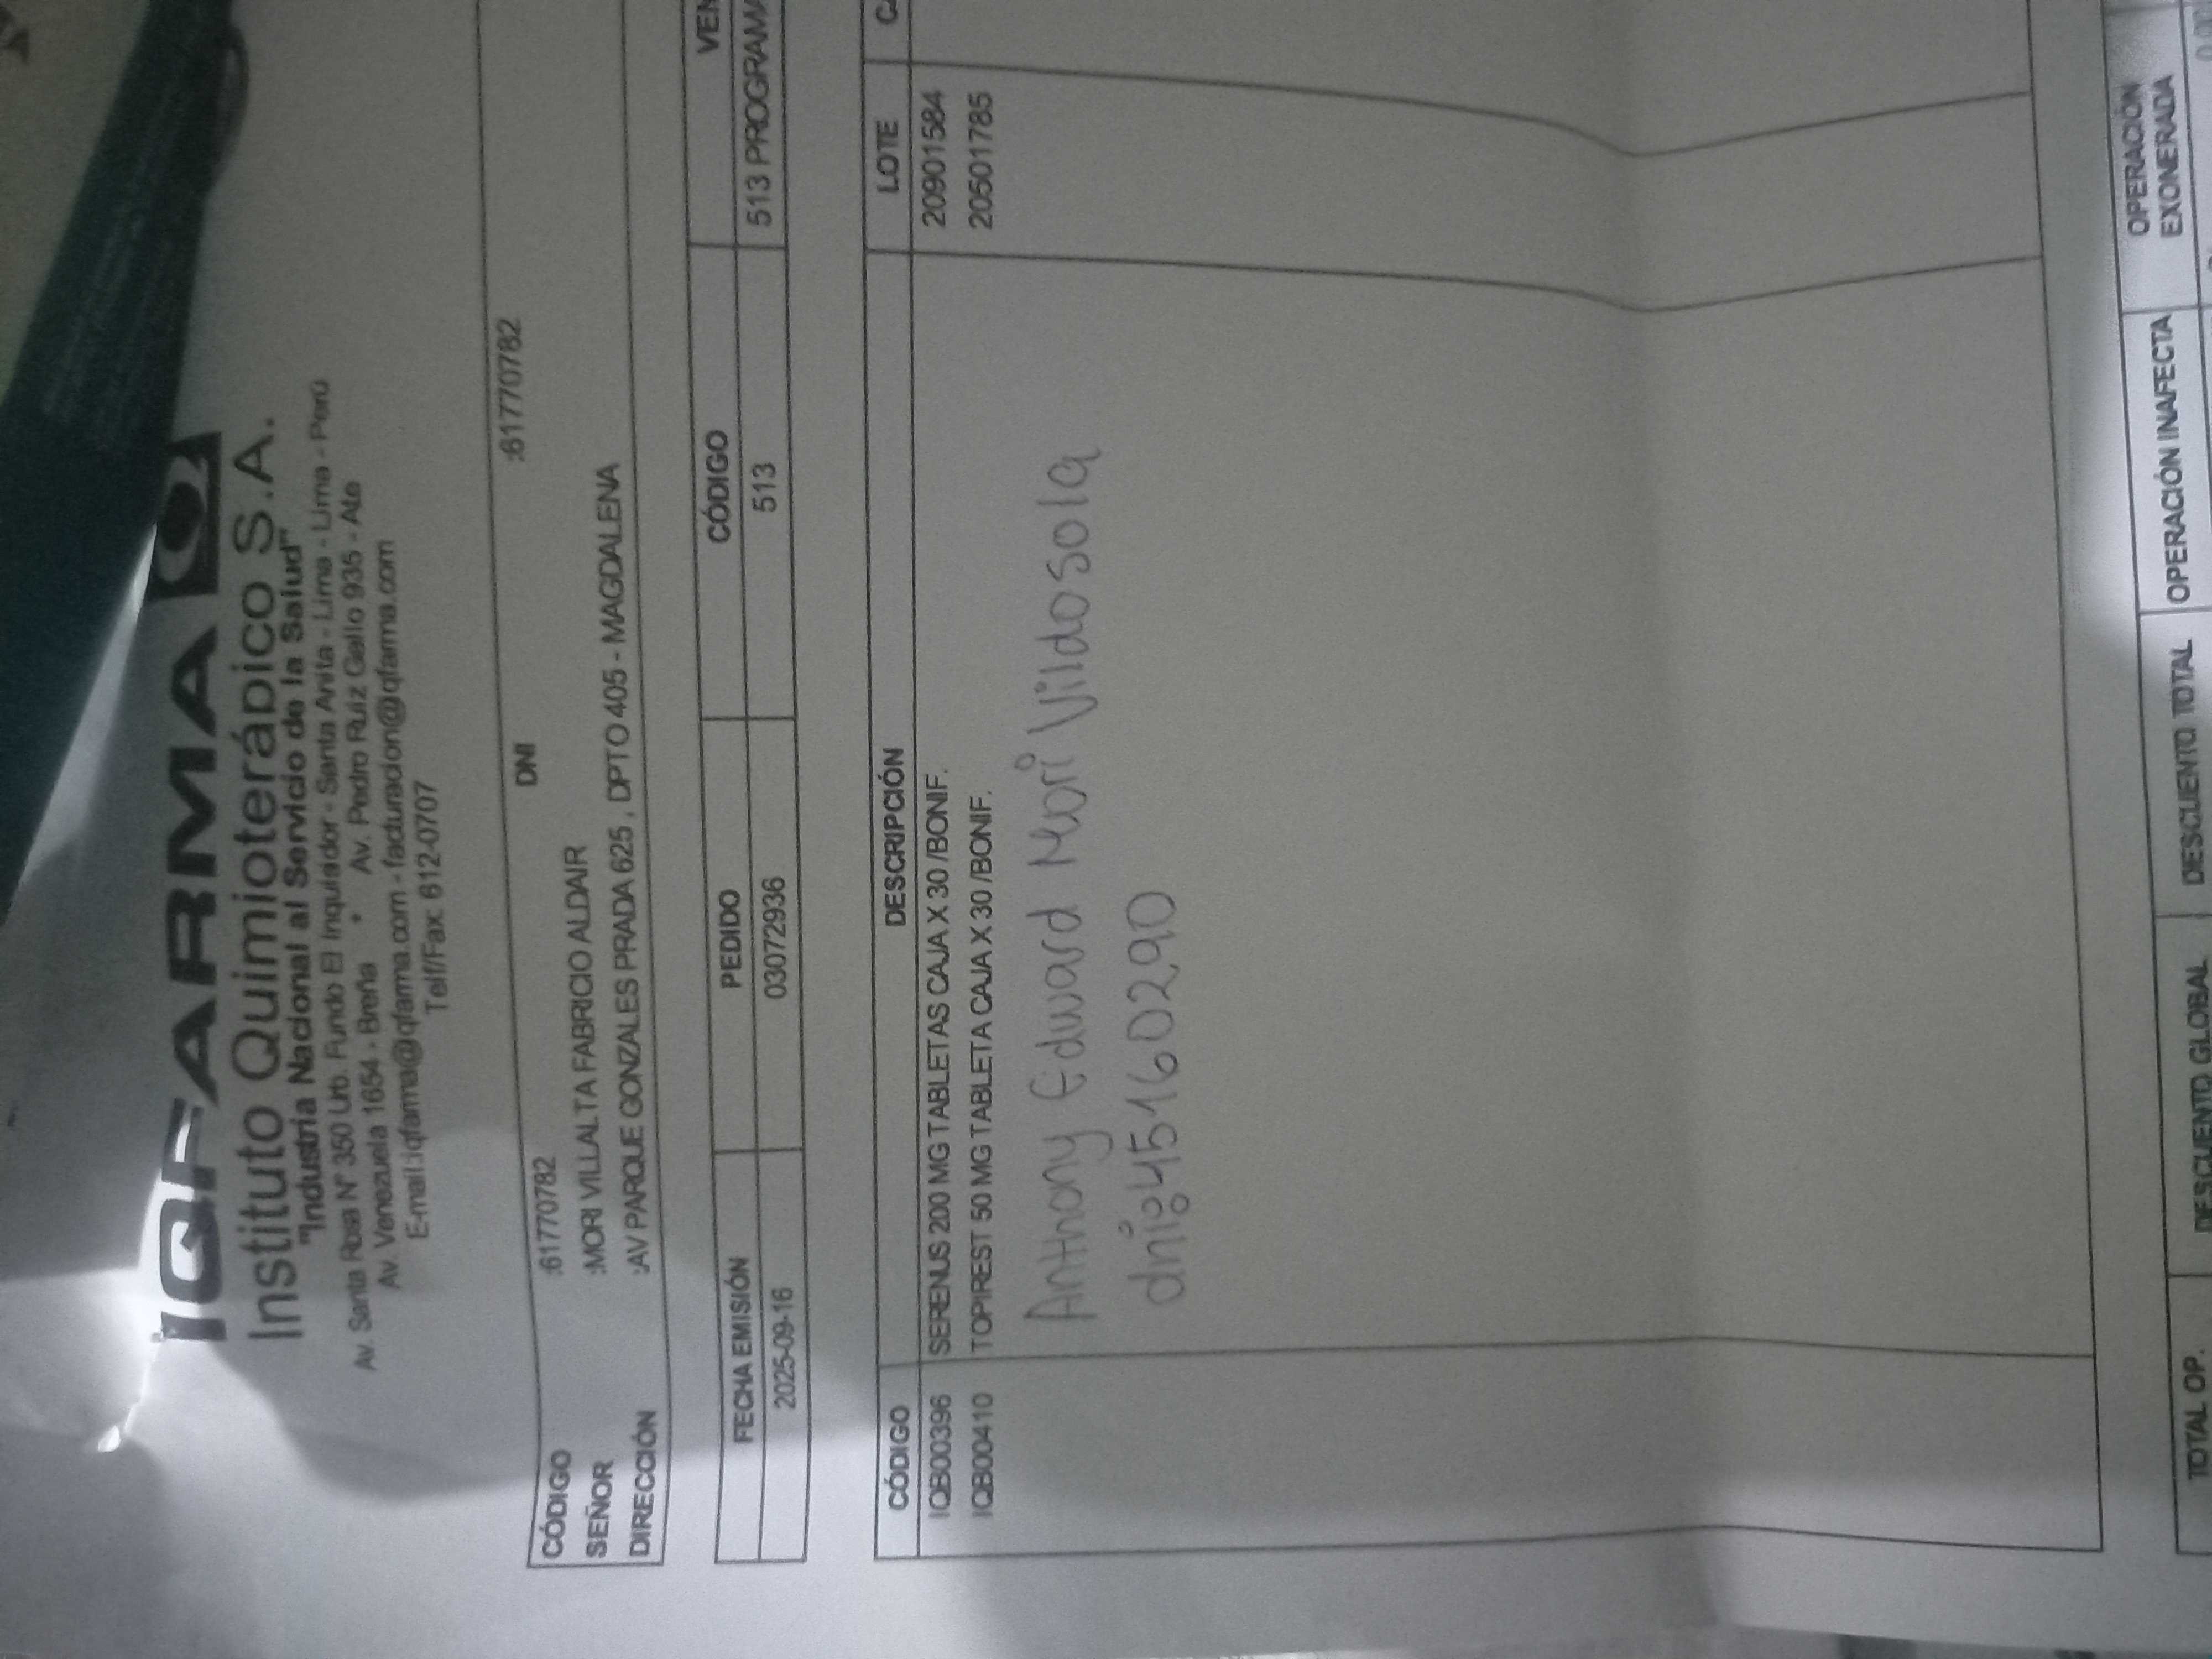 IQFARMA
Instituto Quimioterápico S.A.
"Industria Nacional al Servicio de la Salud"
Av. Santa Rosa N° 350 Urb. Fundo El Inquilador - Santa Anita - Lima - Lima - Perú
Av. Venezuela 1654 - Breña • Av. Pedro Ruiz Gallo 935 - Ate
E-mail:iqfarma@iqfarma.com - facturacion@iqfarma.com
Telf/Fax: 612-0707
CÓDIGO :61770782 DNI :61770782
SEÑOR :MORI VILLALTA FABRICIO ALDAIR
DIRECCIÓN :AV PARQUE GONZALES PRADA 625 , DPTO 405 - MAGDALENA
FECHA EMISIÓN PEDIDO CÓDIGO VEN
2025-09-16 03072936 513 513 PROGRAMA
CÓDIGO DESCRIPCIÓN LOTE CA
IQB00396 SERENUS 200 MG TABLETAS CAJA X 30 /BONIF. 20901584
IQB00410 TOPIREST 50 MG TABLETA CAJA X 30 /BONIF. 20501785
Anthony Edward Mori Vildosola
dni:45160290
TOTAL OP. DESCUENTO GLOBAL DESCUENTO TOTAL OPERACIÓN INAFECTA OPERACIÓN EXONERADA